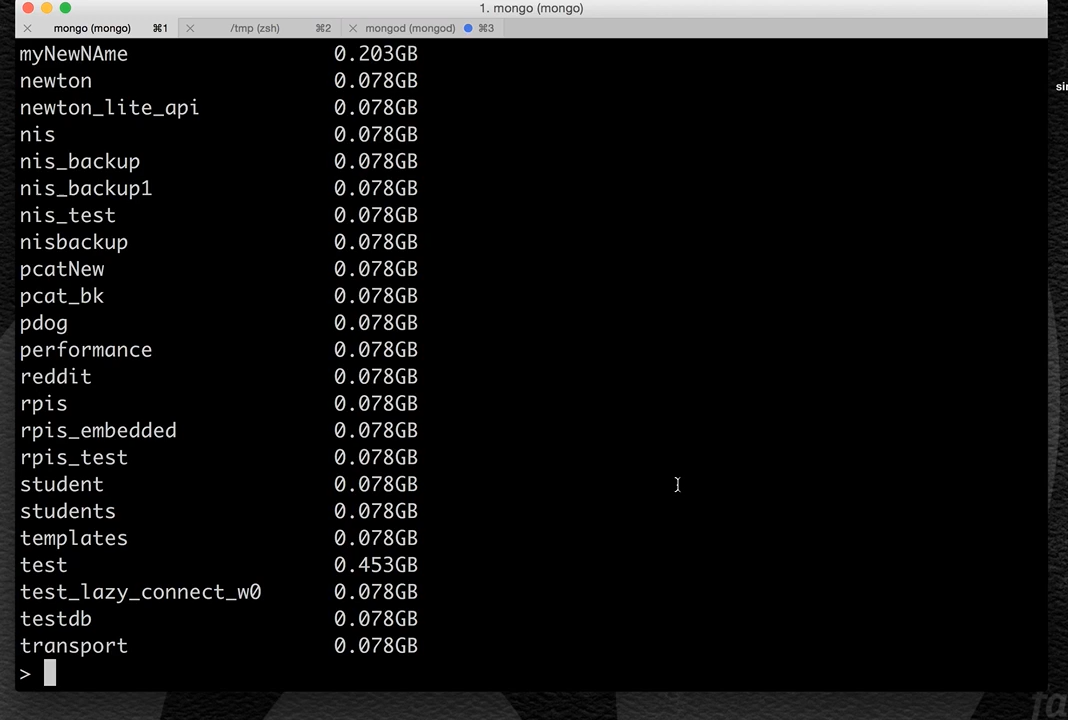 1. mongo (mongo)
mongo (mongo) ⌘1 /tmp (zsh) ⌘2 mongod (mongod) ⌘3
myNewNAme 0.203GB
newton 0.078GB
newton_lite_api 0.078GB
nis 0.078GB
nis_backup 0.078GB
nis_backup1 0.078GB
nis_test 0.078GB
nisbackup 0.078GB
pcatNew 0.078GB
pcat_bk 0.078GB
pdog 0.078GB
performance 0.078GB
reddit 0.078GB
rpis 0.078GB
rpis_embedded 0.078GB
rpis_test 0.078GB
student 0.078GB
students 0.078GB
templates 0.078GB
test 0.453GB
test_lazy_connect_w0 0.078GB
testdb 0.078GB
transport 0.078GB
>